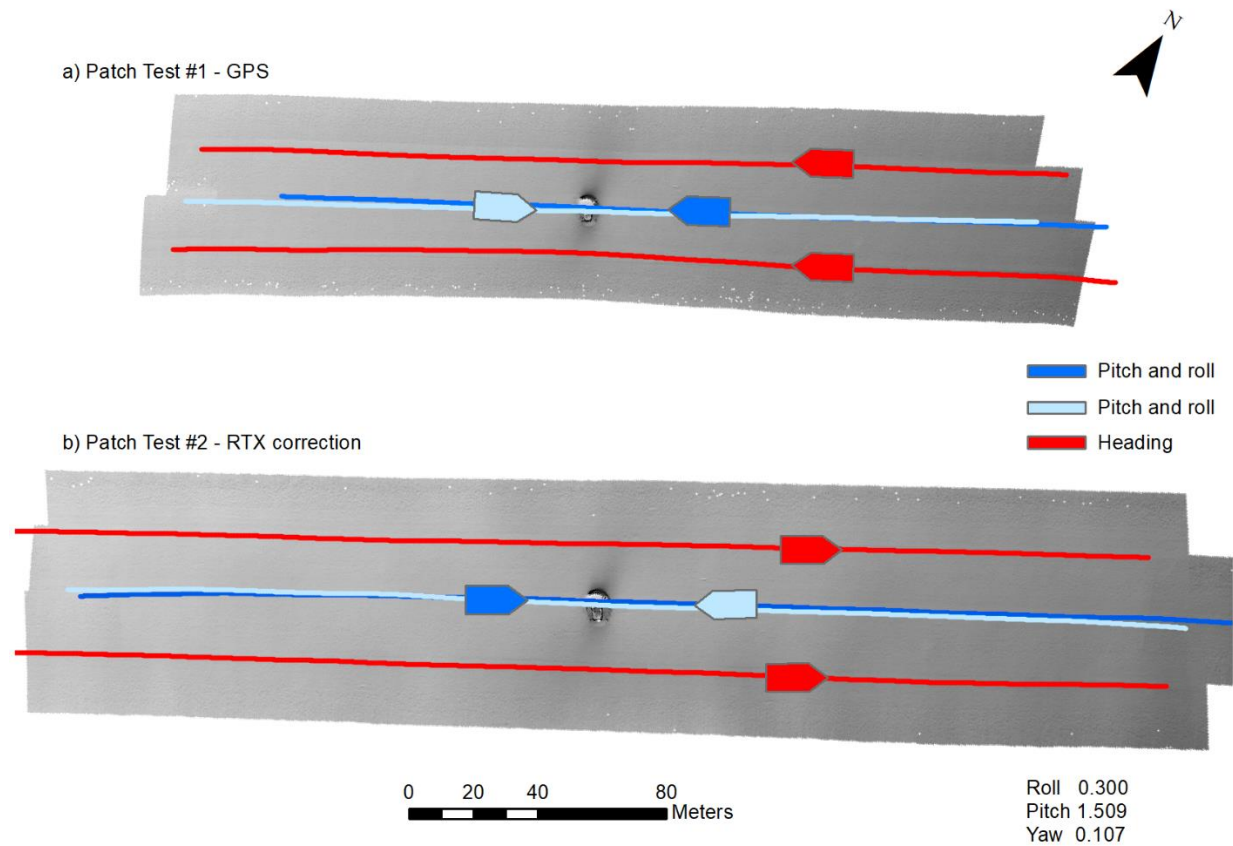 N
a) Patch Test #1 - GPS
Pitch and roll
Pitch and roll
Heading
b) Patch Test #2 - RTX correction
0 20 40 80
Meters
Roll 0.300
Pitch 1.509
Yaw 0.107